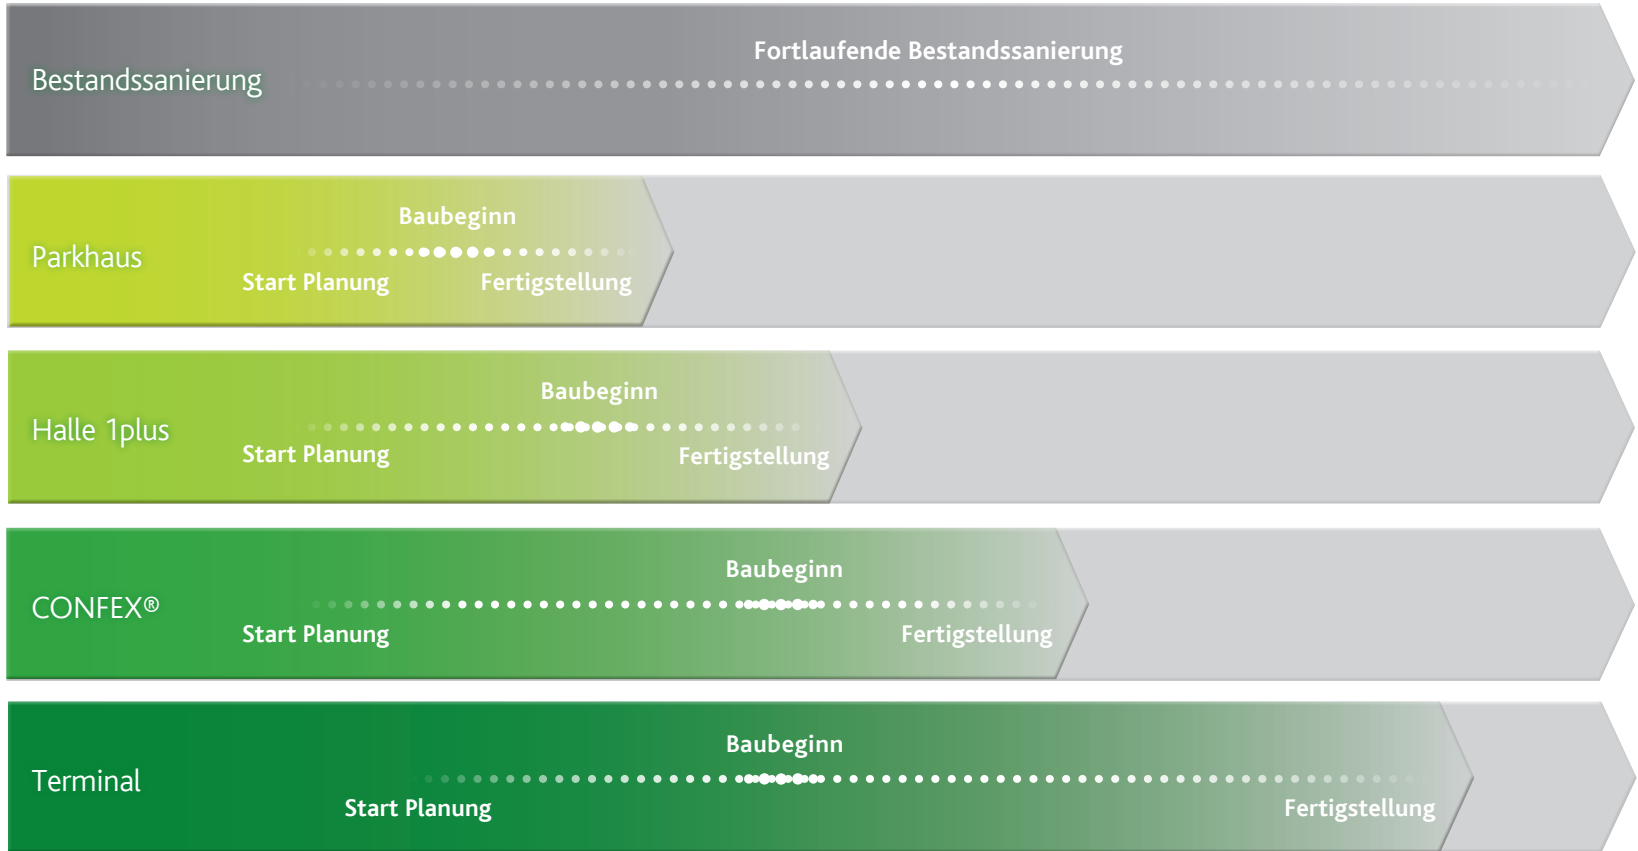 Fortlaufende Bestandssanierung
Bestandssanierung
Baubeginn
Parkhaus
Start Planung Fertigstellung
Baubeginn
Halle 1plus
Start Planung Fertigstellung
Baubeginn
CONFEX®
Start Planung Fertigstellung
Baubeginn
Terminal
Start Planung Fertigstellung